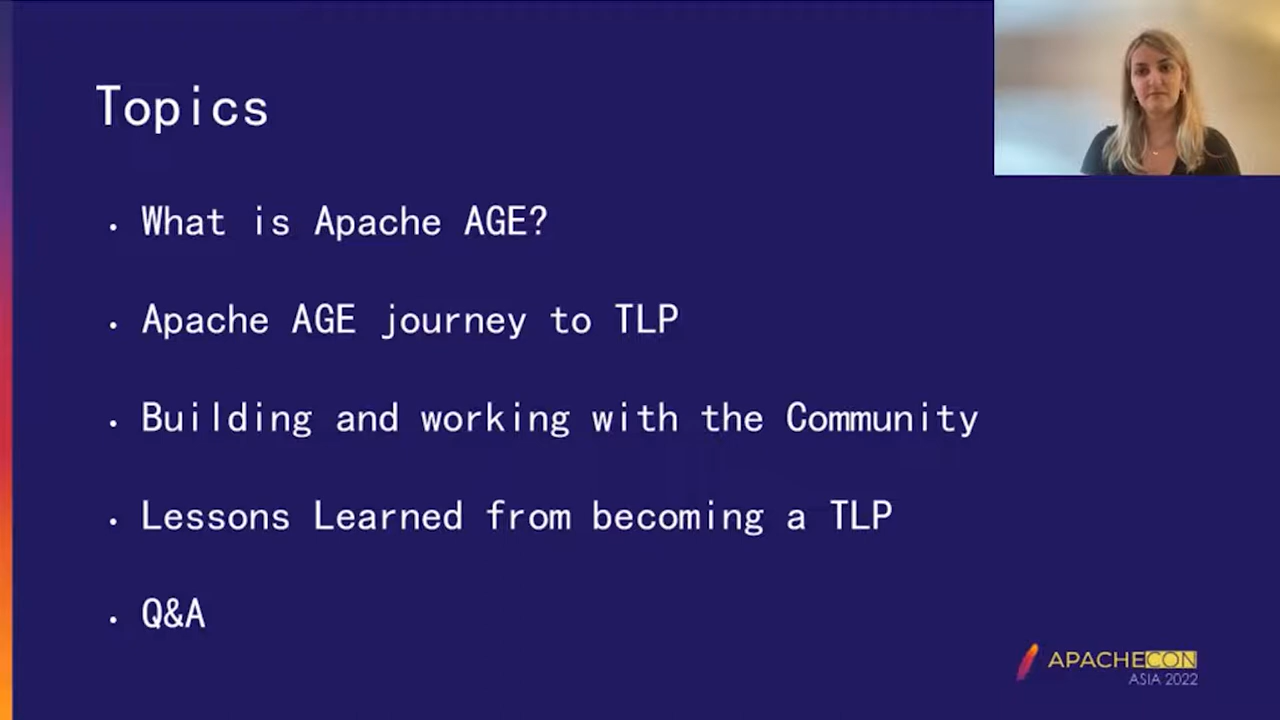 Topics
• What is Apache AGE?
• Apache AGE journey to TLP
• Building and working with the Community
• Lessons Learned from becoming a TLP
• Q&A
APACHECON
ASIA 2022